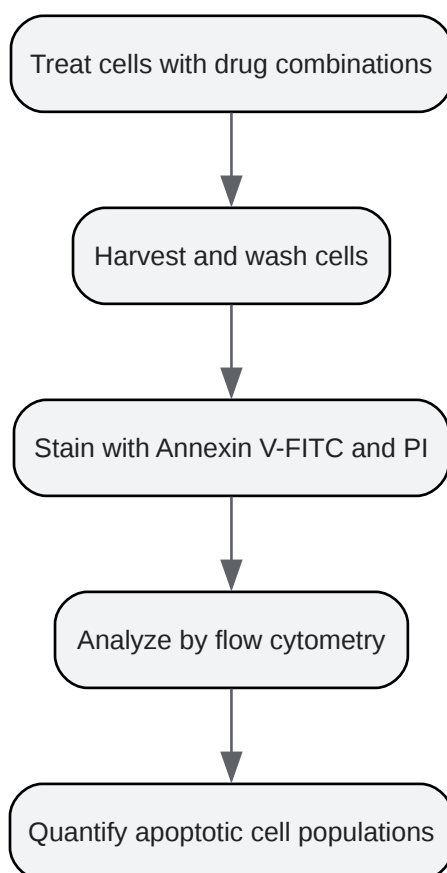 Treat cells with drug combinations
Harvest and wash cells
Stain with Annexin V-FITC and PI
Analyze by flow cytometry
Quantify apoptotic cell populations